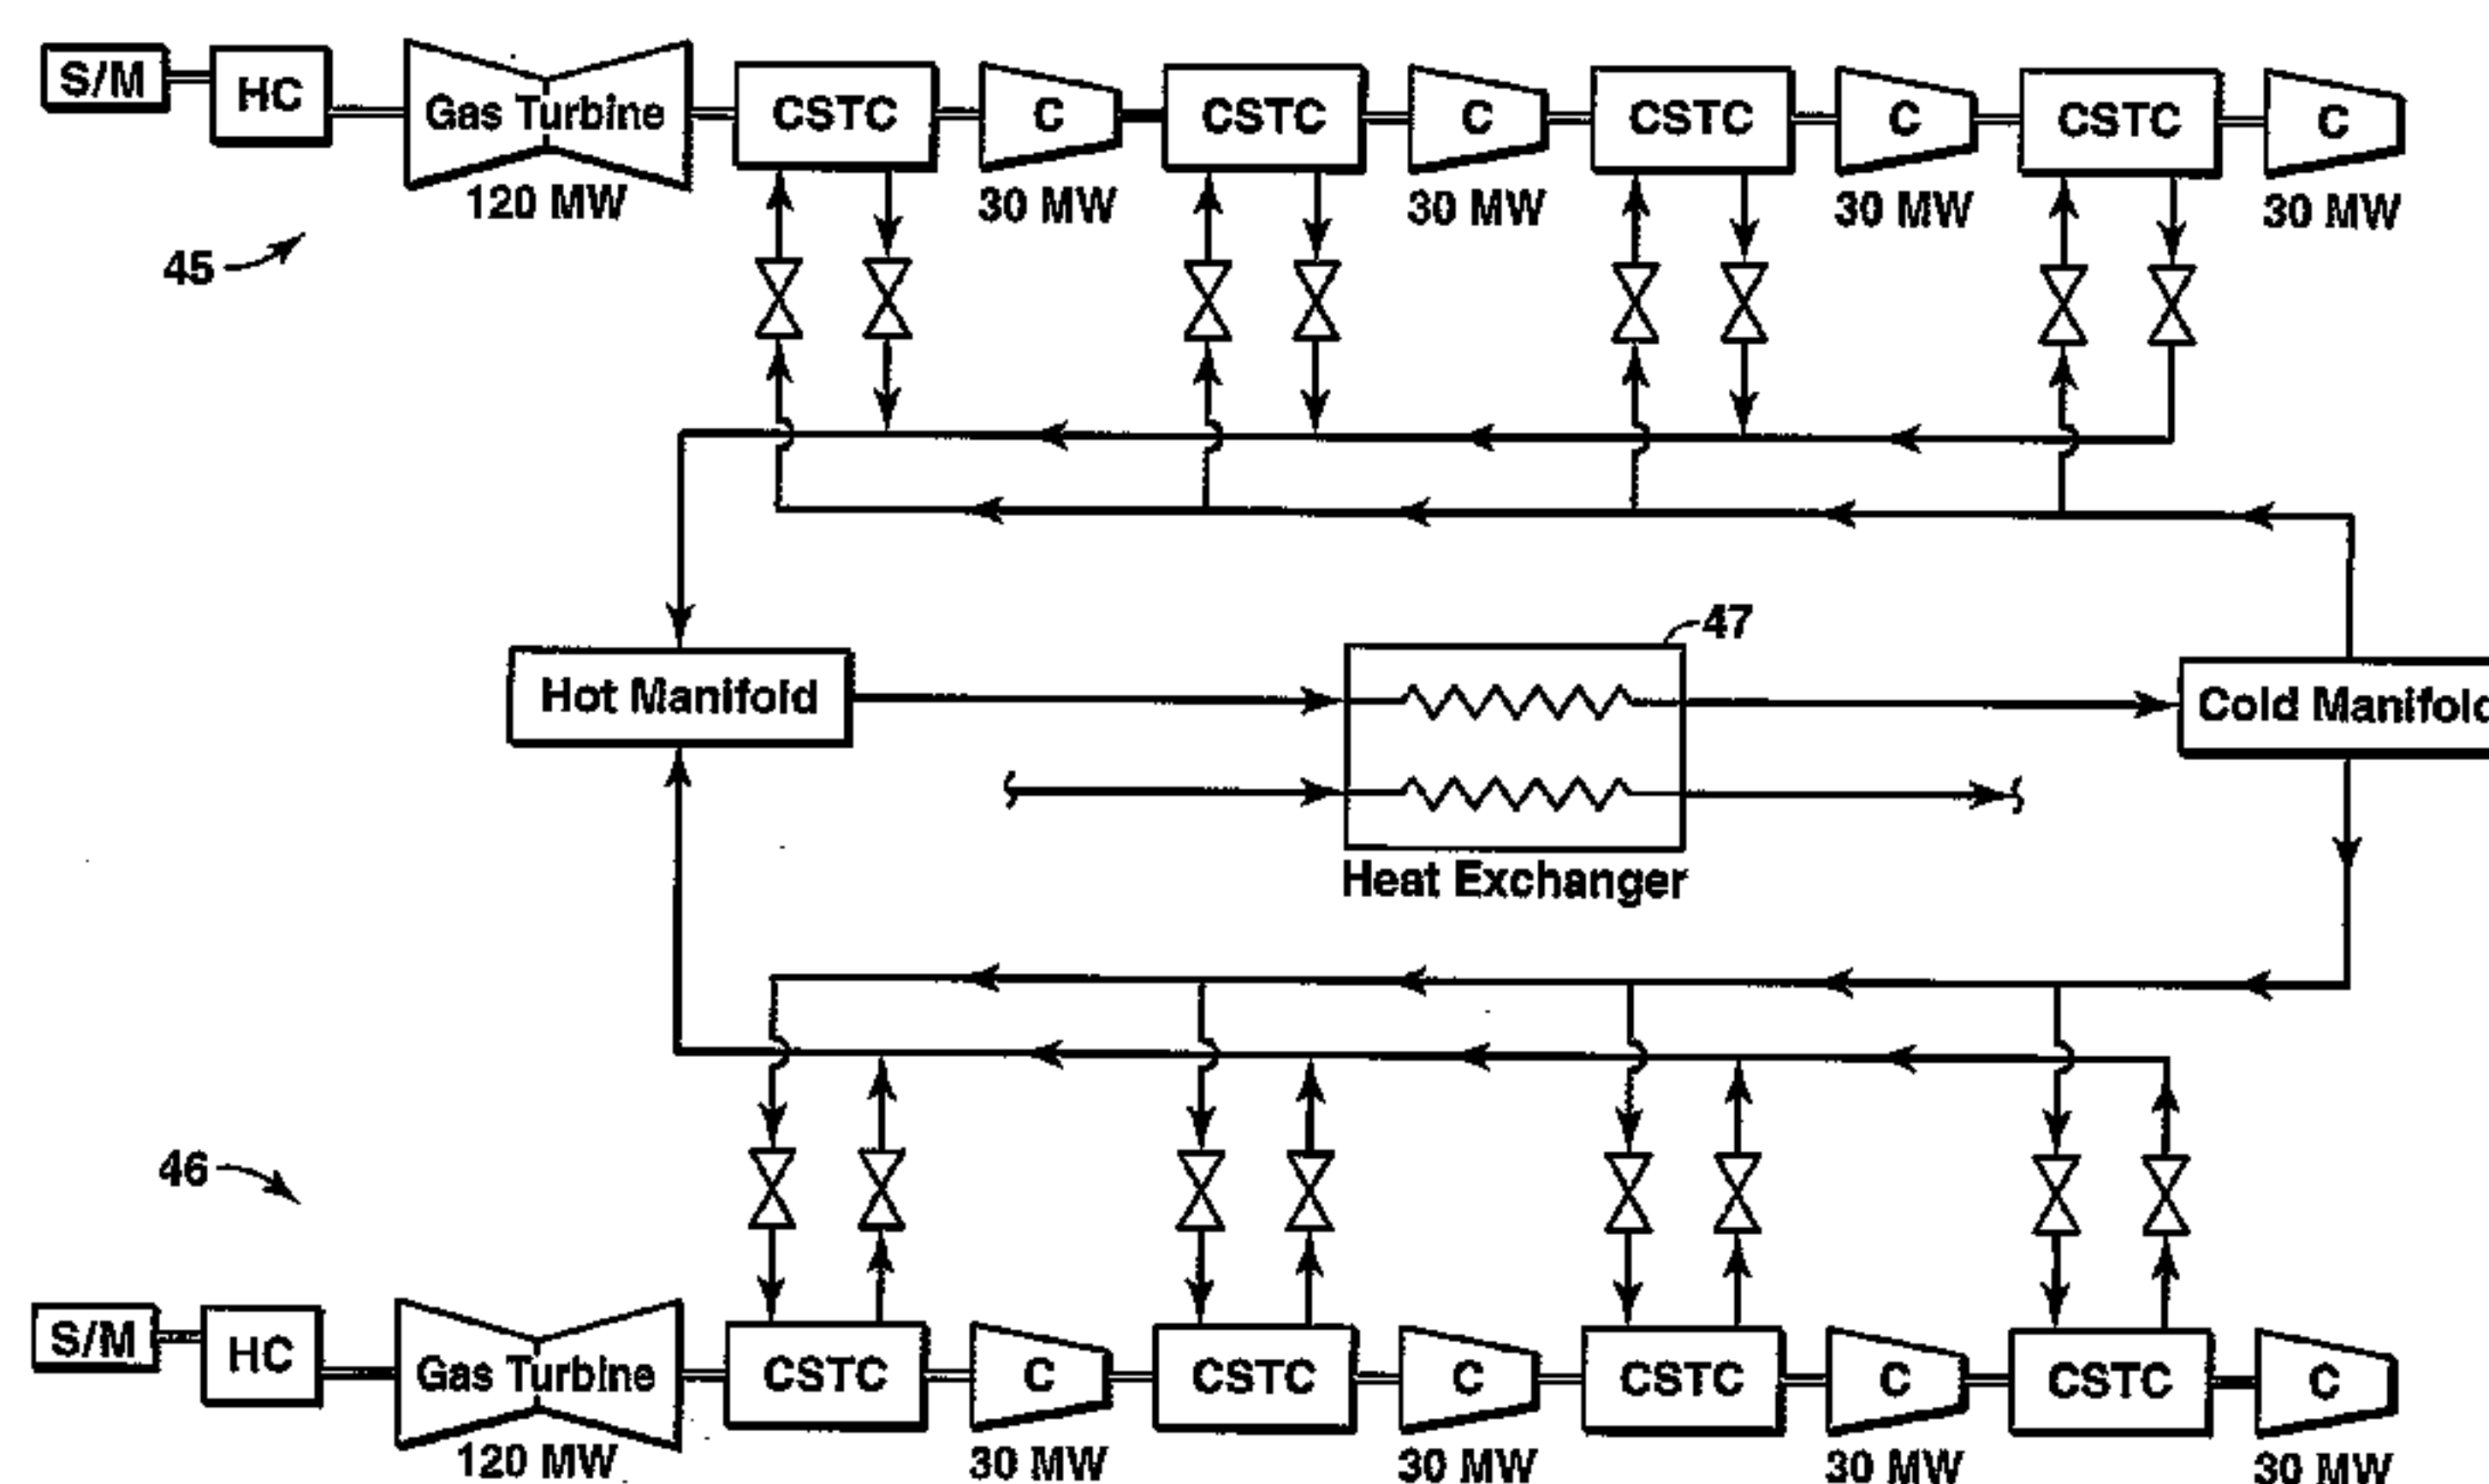 S/M HC Gas Turbine CSTC C CSTC C CSTC C CSTC C
120 MW 30 MW 30 MW 30 MW 30 MW
45
47
Hot Manifold Cold Manifold
Heat Exchanger
46
S/M HC Gas Turbine CSTC C CSTC C CSTC C CSTC C
120 MW 30 MW 30 MW 30 MW 30 MW